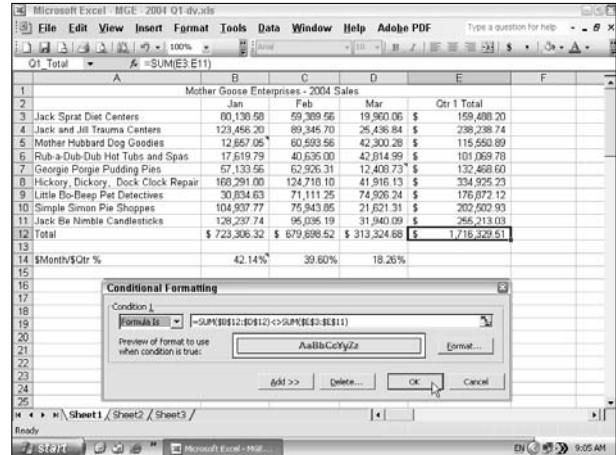 Microsoft Excel - MGE - 2004 Q1-dv.xls
File Edit View Insert Format Tools Data Window Help Adobe PDF Type a question for help
100% Arial 10 B I $
Q1_Total fx =SUM(E3:E11)
A B C D E F
1 Mother Goose Enterprises - 2004 Sales
2 Jan Feb Mar Qtr 1 Total
3 Jack Sprat Diet Centers 80,138.58 59,389.56 19,960.06 $ 159,488.20
4 Jack and Jill Trauma Centers 123,456.20 89,345.70 25,436.84 $ 238,238.74
5 Mother Hubbard Dog Goodies 12,657.05 60,593.56 42,300.28 $ 115,550.89
6 Rub-a-Dub-Dub Hot Tubs and Spas 17,619.79 40,635.00 42,814.99 $ 101,069.78
7 Georgie Porgie Pudding Pies 57,133.56 62,926.31 12,408.73 $ 132,468.60
8 Hickory, Dickory, Dock Clock Repair 168,291.00 124,718.10 41,916.13 $ 334,925.23
9 Little Bo-Beep Pet Detectives 30,834.63 71,111.25 74,926.24 $ 176,872.12
10 Simple Simon Pie Shoppes 104,937.77 75,943.85 21,621.31 $ 202,502.93
11 Jack Be Nimble Candlesticks 128,237.74 95,035.19 31,940.09 $ 255,213.03
12 Total $ 723,306.32 $ 679,698.52 $ 313,324.68 $ 1,716,329.51
13
14 $Month/$Qtr % 42.14% 39.60% 18.26%
15
16
17
18
19
20
21
22
23
24
25
Conditional Formatting
Condition 1
Formula Is =SUM($B$12:$D$12)<>SUM($E$3:$E$11)
Preview of format to use when condition is true:
AaBbCcYyZz
Format...
Add >> Delete... OK Cancel
Sheet1 / Sheet2 / Sheet3 /
Ready
start Microsoft Excel - MGE... EN 9:05 AM